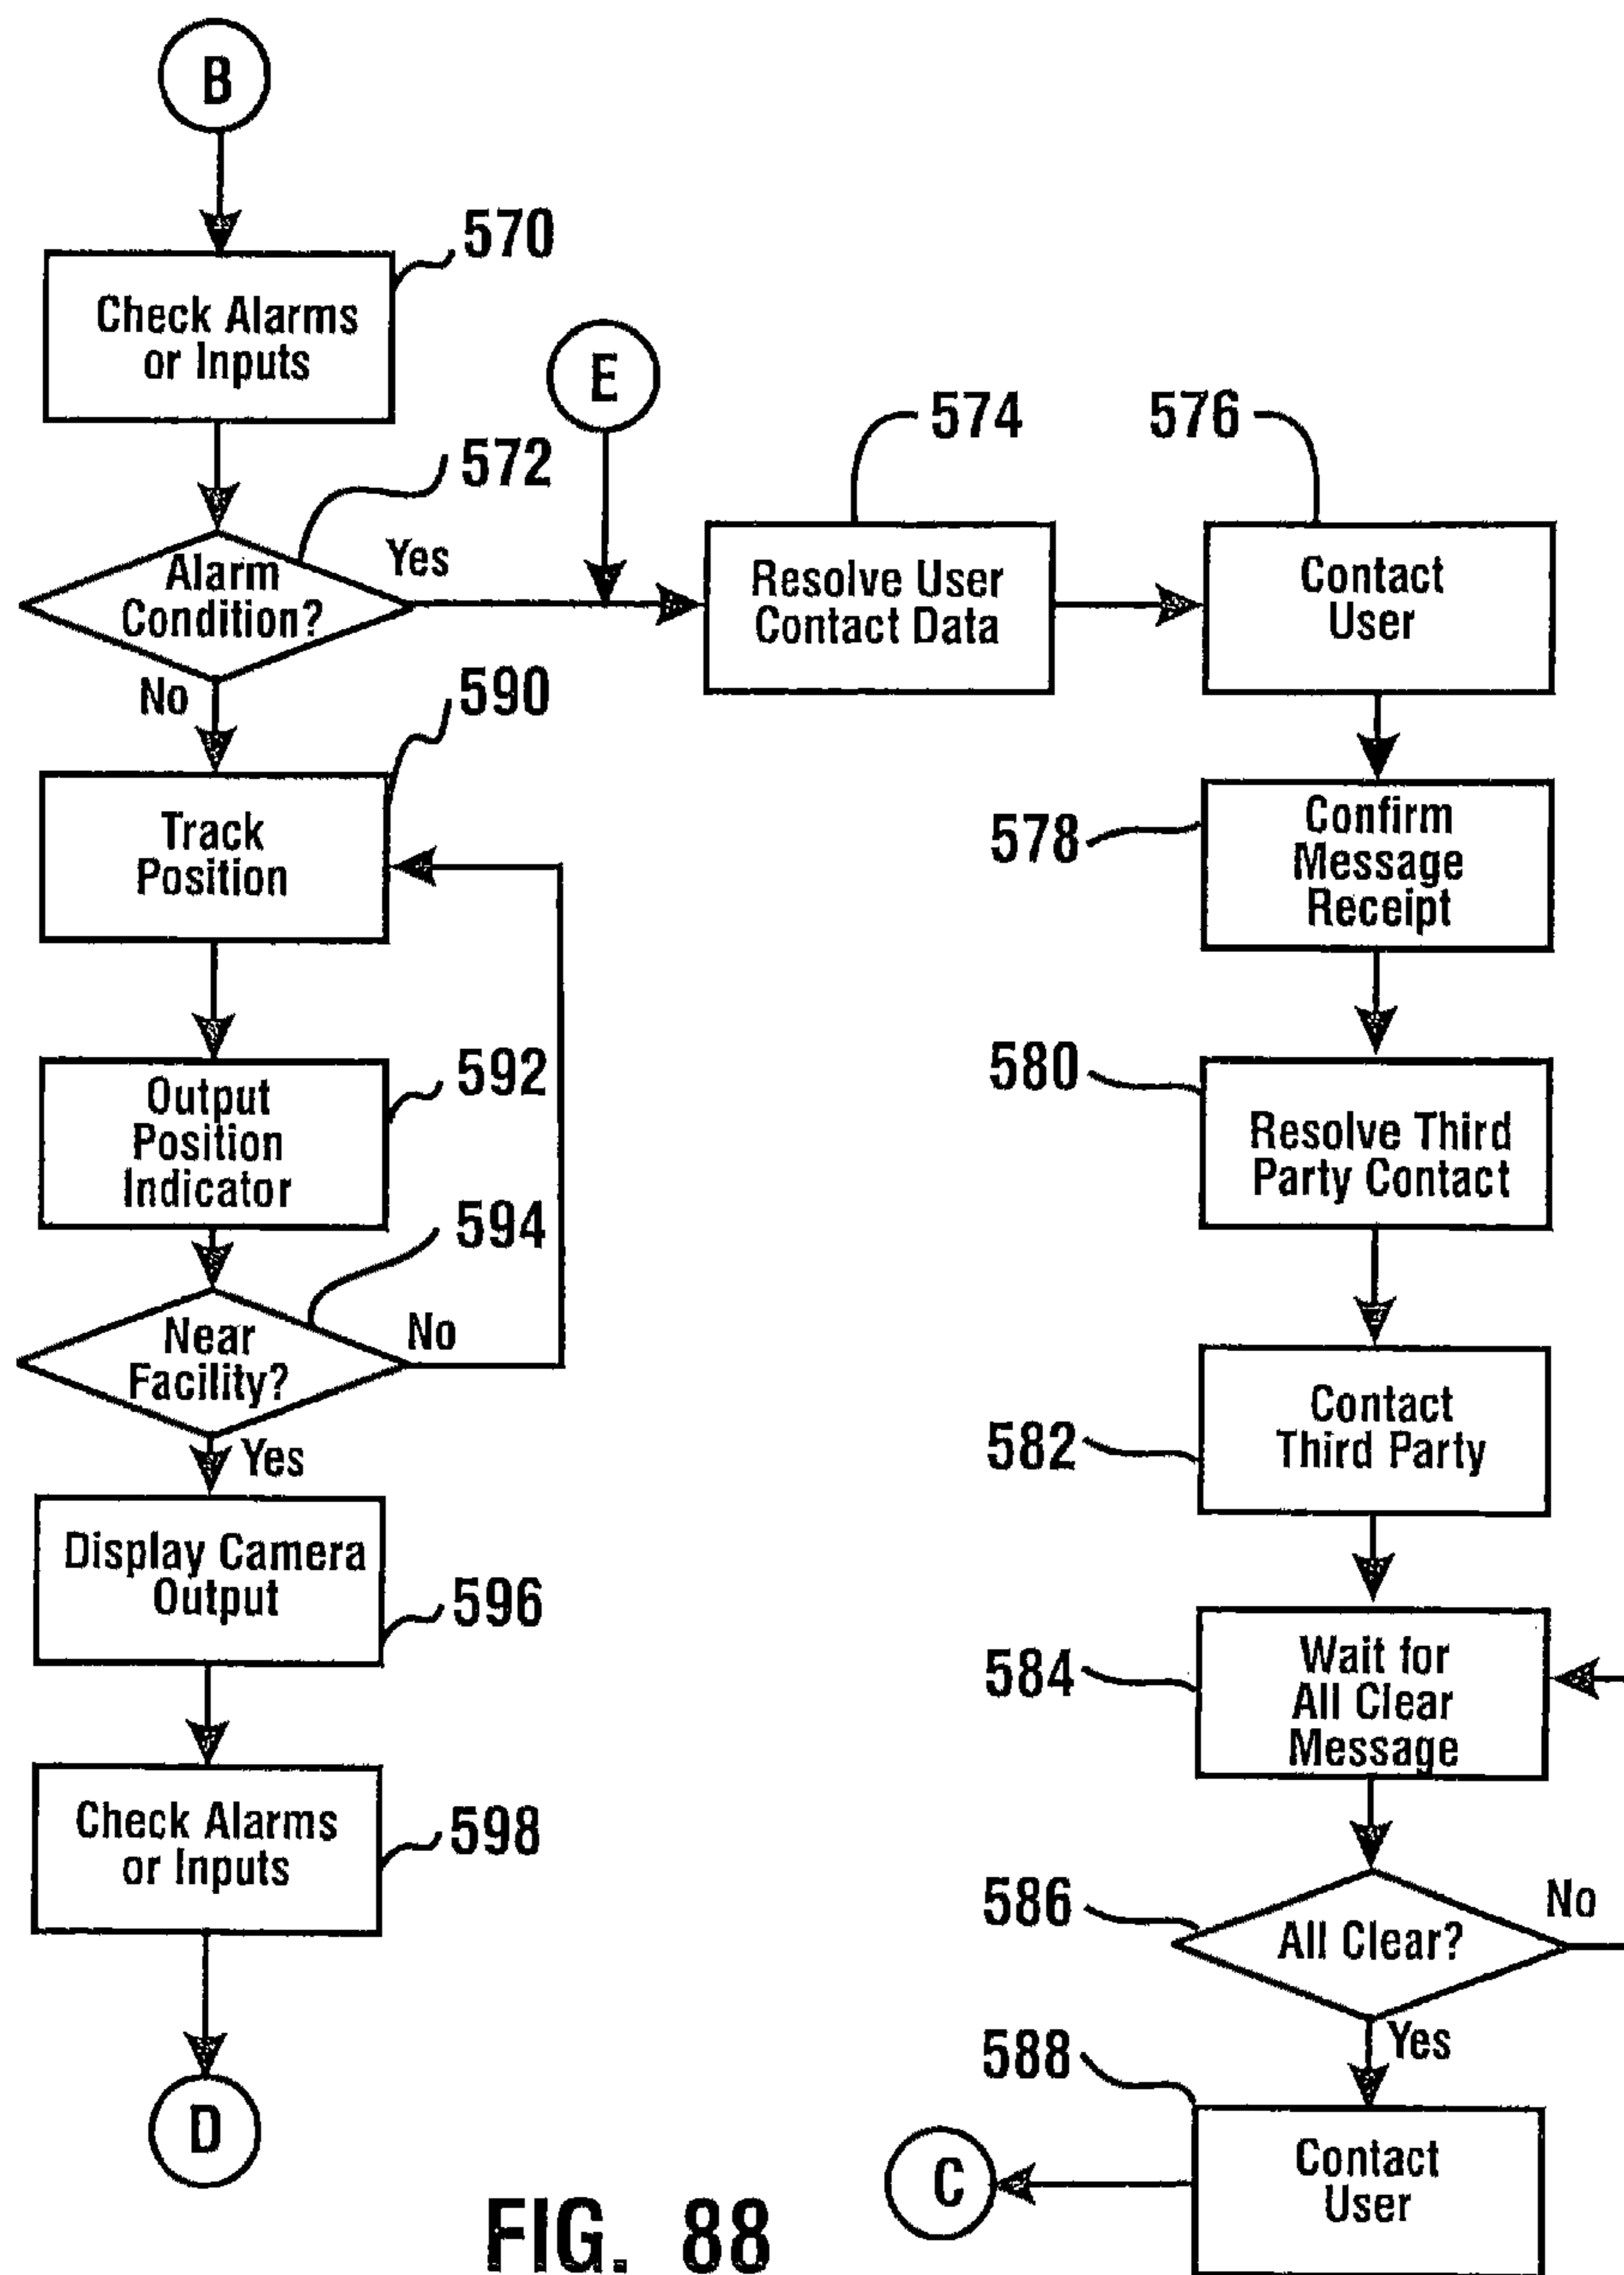 B
570
Check Alarms
or Inputs
E
572
574
576
Alarm
Condition?
Yes
No
Resolve User
Contact Data
Contact
User
590
Track
Position
578
Confirm
Message
Receipt
592
Output
Position
Indicator
580
Resolve Third
Party Contact
594
Near
Facility?
No
Yes
582
Contact
Third Party
Display Camera
Output
596
584
Wait for
All Clear
Message
Check Alarms
or Inputs
598
586
All Clear?
No
Yes
588
D
C
Contact
User
FIG. 88